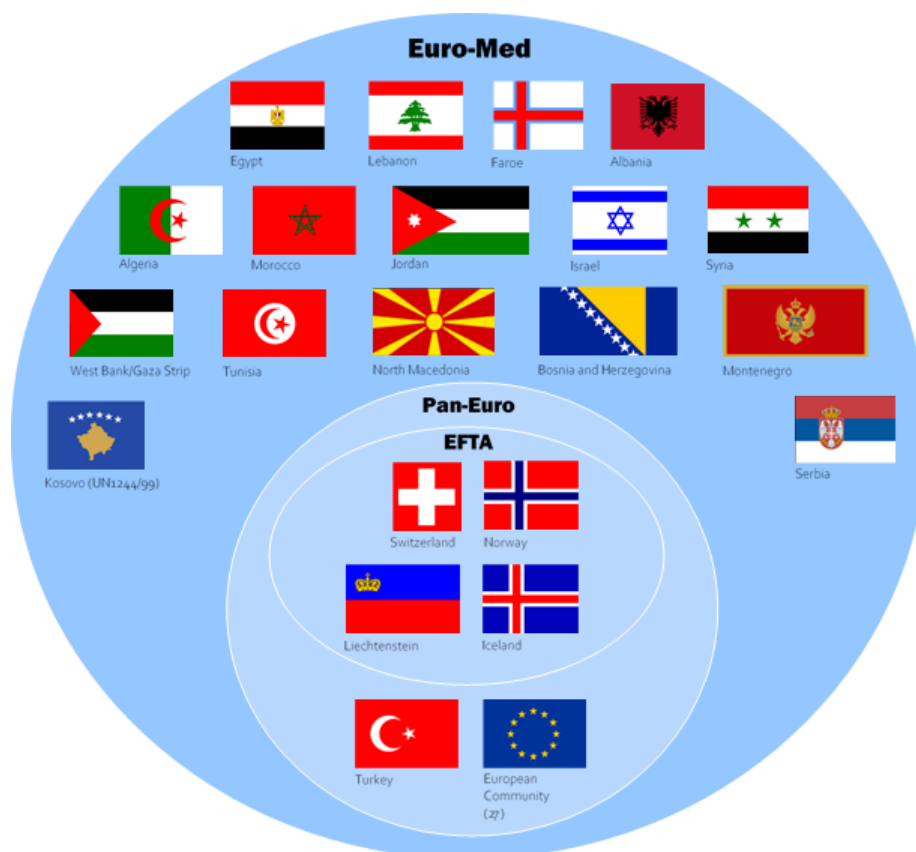 Euro-Med
Egypt
Lebanon
Faroe
Albania
Algeria
Morocco
Jordan
Israel
Syria
West Bank/Gaza Strip
Tunisia
North Macedonia
Bosnia and Herzegovina
Montenegro
Kosovo (UN1244/99)
Serbia
Pan-Euro
EFTA
Switzerland
Norway
Liechtenstein
Iceland
Turkey
European
Community
(27)